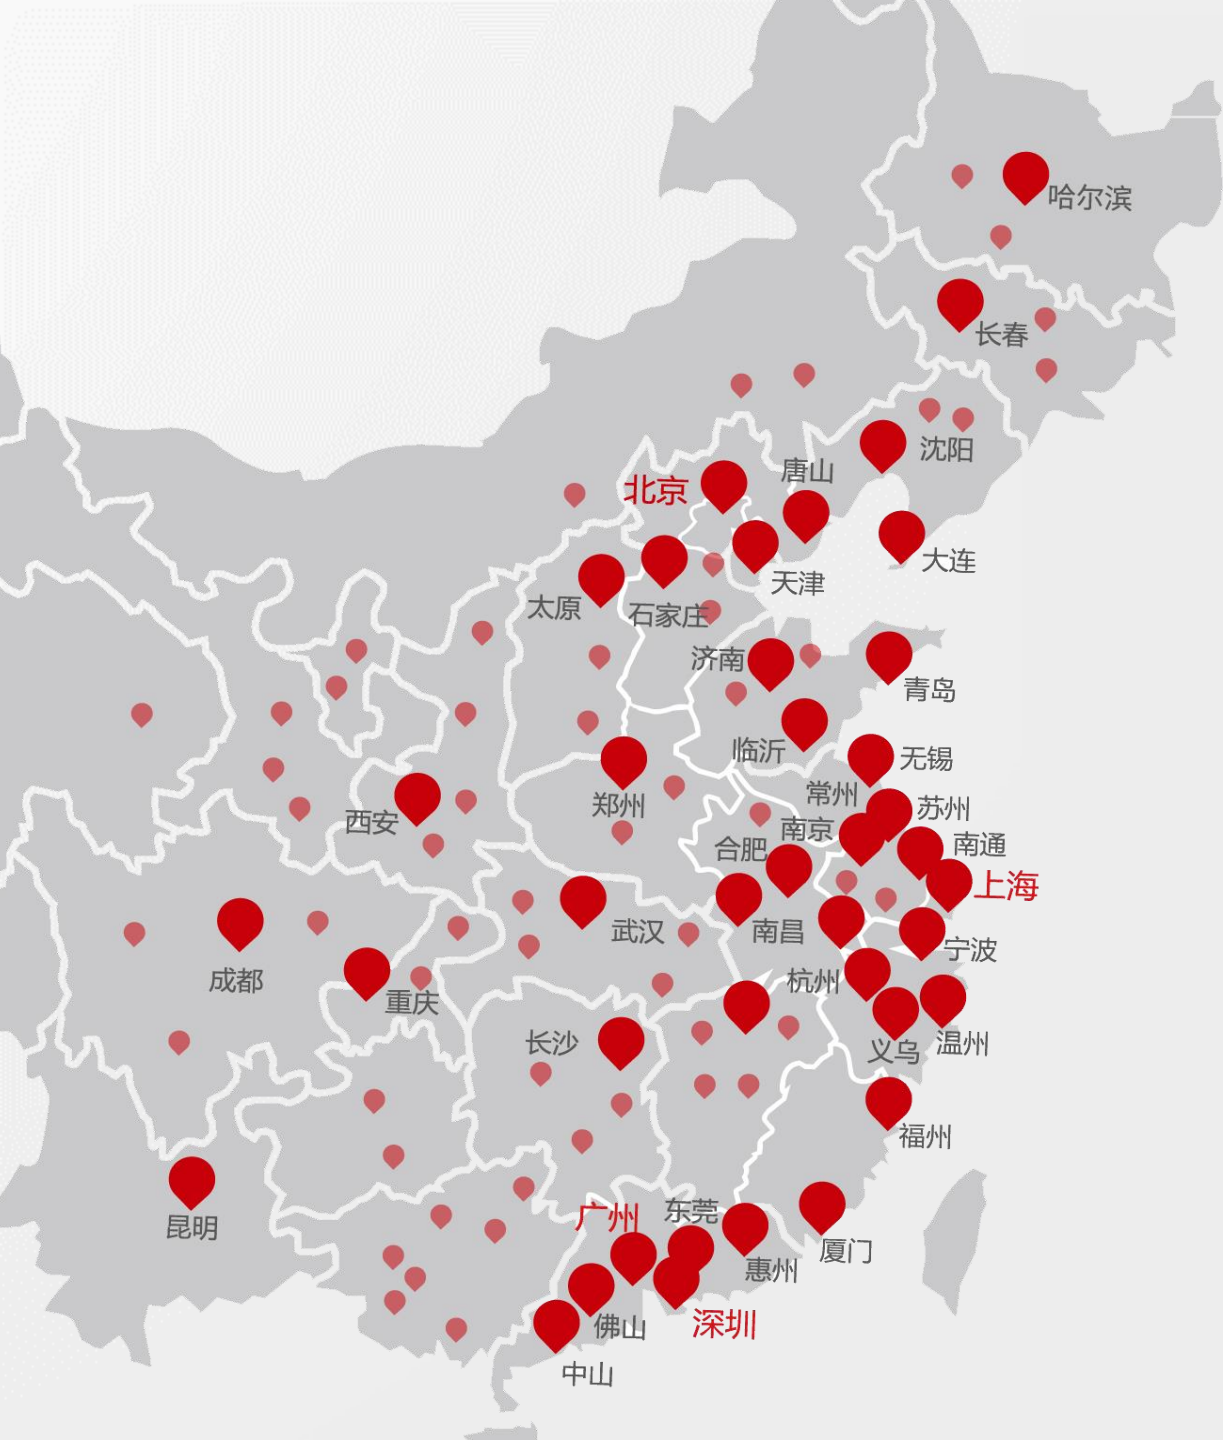 哈尔滨
长春
沈阳
唐山
北京
大连
天津
太原
石家庄
济南
青岛
临沂
无锡
常州
郑州
苏州
西安
南京
南通
合肥
上海
武汉
南昌
宁波
成都
杭州
重庆
长沙
温州
义乌
福州
东莞
广州
昆明
厦门
惠州
深圳
佛山
中山